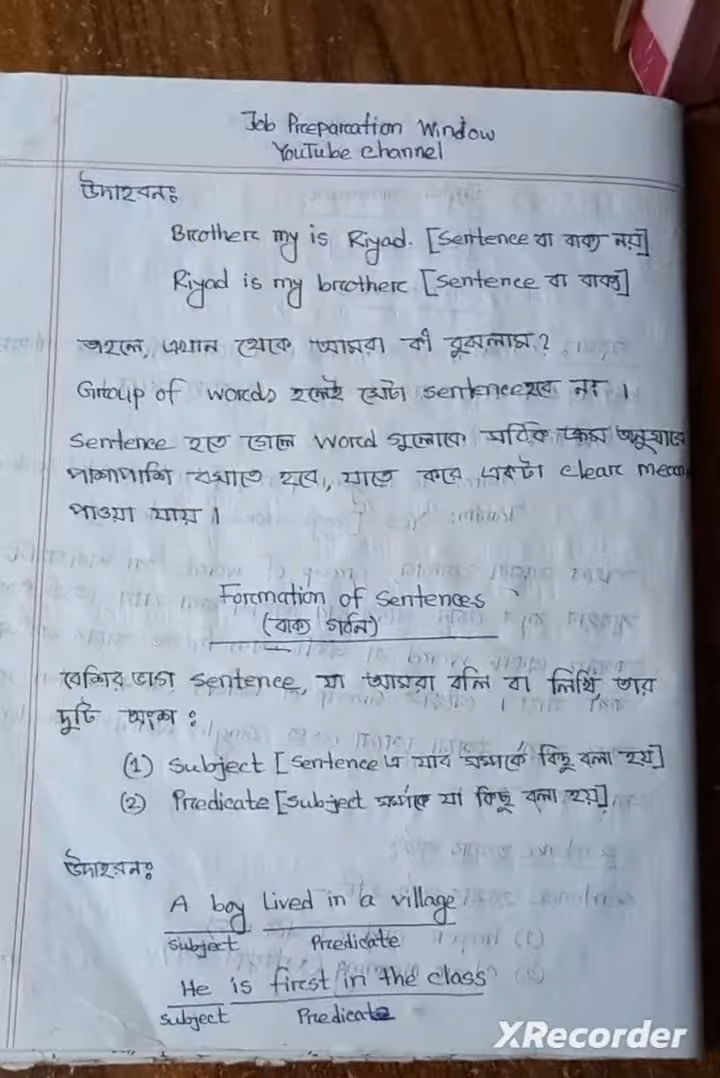 Job Preparation Window
YouTube channel
উদাহরনঃ
Brother my is Riyad. [Sentence বা বাক্য নয়]
Riyad is my brother [sentence বা বাক্য]
তাহলে, এখান থেকে আমরা কী বুঝলাম?
Group of words হলেই সেটা sentence হবে না।
Sentence হতে গেলে word গুলোকে সঠিক ক্রম অনুসারে
পাশাপাশি বসাতে হবে, যাতে করে একটা clear
পাওয়া যায়।
Formation of sentences
(বাক্য গঠন)
বেশির ভাগ sentence, যা আমরা বলি বা লিখি তার
দুটি অংশ :
(1) Subject [sentence এ যার সম্পর্কে কিছু বলা হয়]
(2) Predicate [subject সম্পর্কে যা কিছু বলা হয়]
উদাহরনঃ
A boy lived in a village
subject Predicate
He is first in the class
subject Predicate
XRecorder